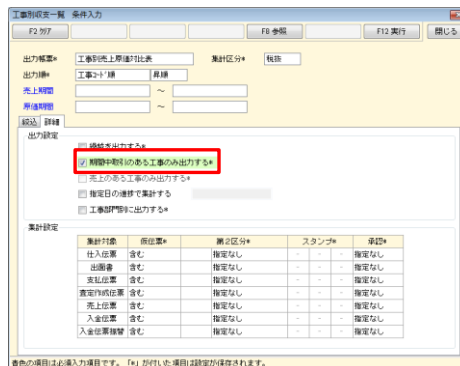 工事別収支一覧 条件入力
F2 クリア F8 参照 F12 実行 閉じる
出力帳票* 工事別売上原価対比表 集計区分* 税抜
出力順* 工事コード順 昇順
売上期間 ～
原価期間 ～
絞込 詳細
出力設定
繰越を出力する*
期間中取引のある工事のみ出力する*
売上のある工事のみ出力する*
指定日の進捗で集計する
工事部門別に出力する*
集計設定
集計対象 仮伝票* 第2区分* スタンプ* 承認*
仕入伝票 含む 指定なし - - - 指定なし
出面書 含む 指定なし - - - 指定なし
支払伝票 含む 指定なし - - - 指定なし
査定作成伝票 含む 指定なし - - - 指定なし
売上伝票 含む 指定なし - - - 指定なし
入金伝票 含む 指定なし - - - 指定なし
入金伝票振替 含む 指定なし - - - 指定なし
青色の項目は必須入力項目です。「*」が付いた項目は設定が保存されます。